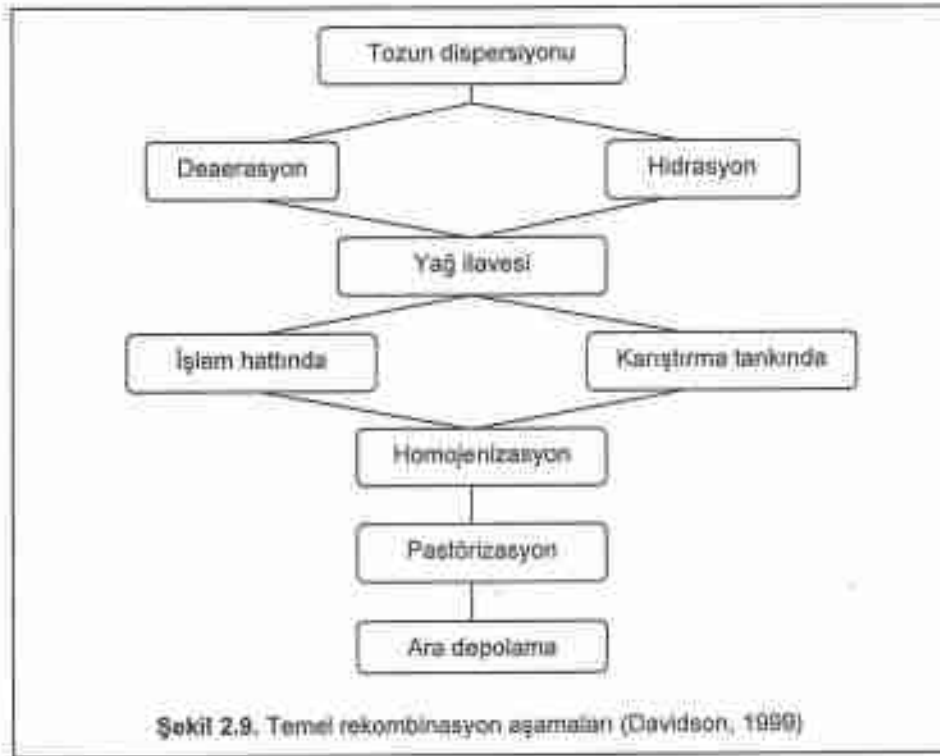 Tozun dispersiyonu
Deaerasyon
Hidrasyon
Yağ ilavesi
İşlem hattında
Karıştırma tankında
Homojenizasyon
Pastörizasyon
Ara depolama
Şekil 2.9. Temel rekombinasyon aşamaları (Davidson, 1999)